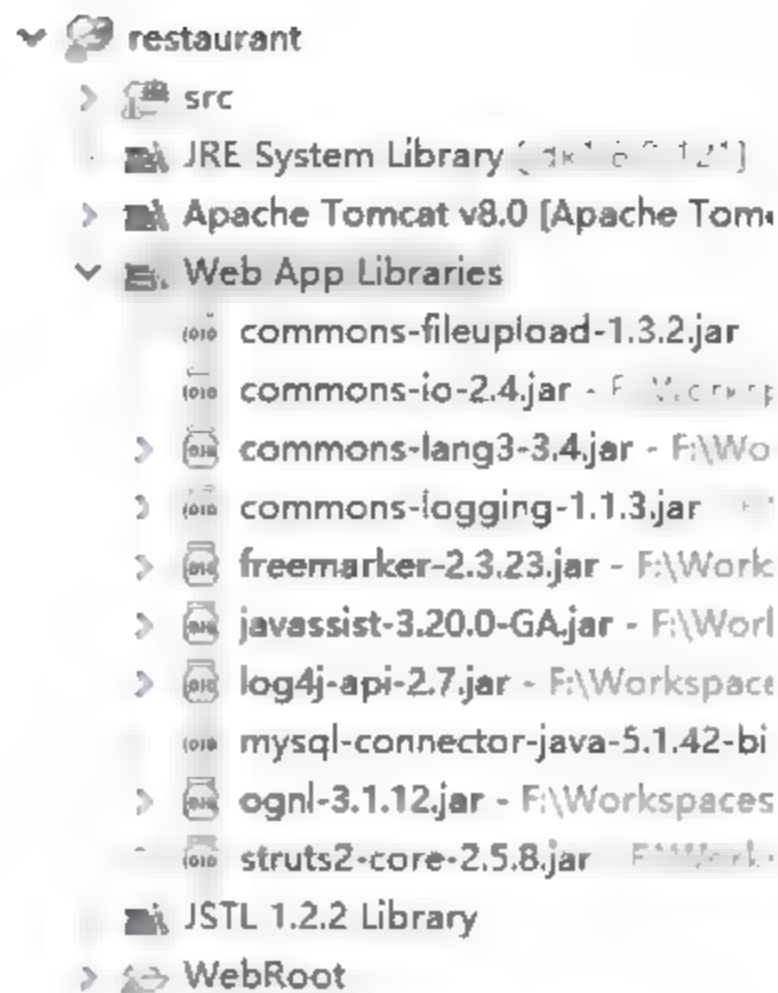 restaurant
src
JRE System Library
Apache Tomcat v8.0 [Apache Tom
Web App Libraries
commons-fileupload-1.3.2.jar
commons-io-2.4.jar -
commons-lang3-3.4.jar - F:\Wo
commons-logging-1.1.3.jar
freemarker-2.3.23.jar - F:\Work
javassist-3.20.0-GA.jar - F:\Worl
log4j-api-2.7.jar - F:\Workspace
mysql-connector-java-5.1.42-bi
ognl-3.1.12.jar - F:\Workspaces
struts2-core-2.5.8.jar
JSTL 1.2.2 Library
WebRoot